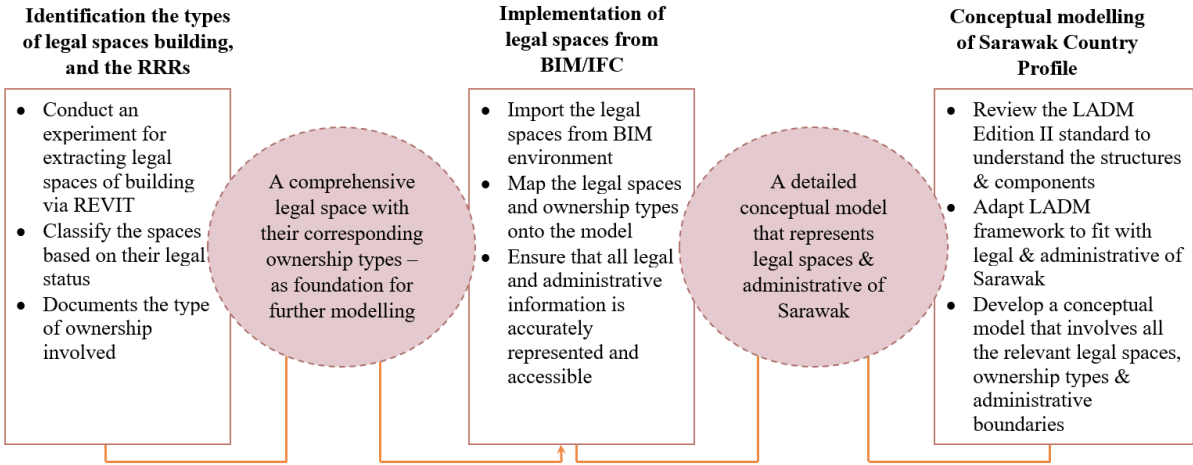 Identification the types
of legal spaces building,
and the RRRs
● Conduct an
experiment for
extracting legal
spaces of building
via REVIT
● Classify the spaces
based on their legal
status
● Documents the type
of ownership
involved
A comprehensive
legal space with
their corresponding
ownership types –
as foundation for
further modelling
Implementation of
legal spaces from
BIM/IFC
● Import the legal
spaces from BIM
environment
● Map the legal spaces
and ownership types
onto the model
● Ensure that all legal
and administrative
information is
accurately
represented and
accessible
A detailed
conceptual model
that represents
legal spaces &
administrative of
Sarawak
Conceptual modelling
of Sarawak Country
Profile
● Review the LADM
Edition II standard to
understand the structures
& components
● Adapt LADM
framework to fit with
legal & administrative of
Sarawak
● Develop a conceptual
model that involves all
the relevant legal spaces,
ownership types &
administrative
boundaries